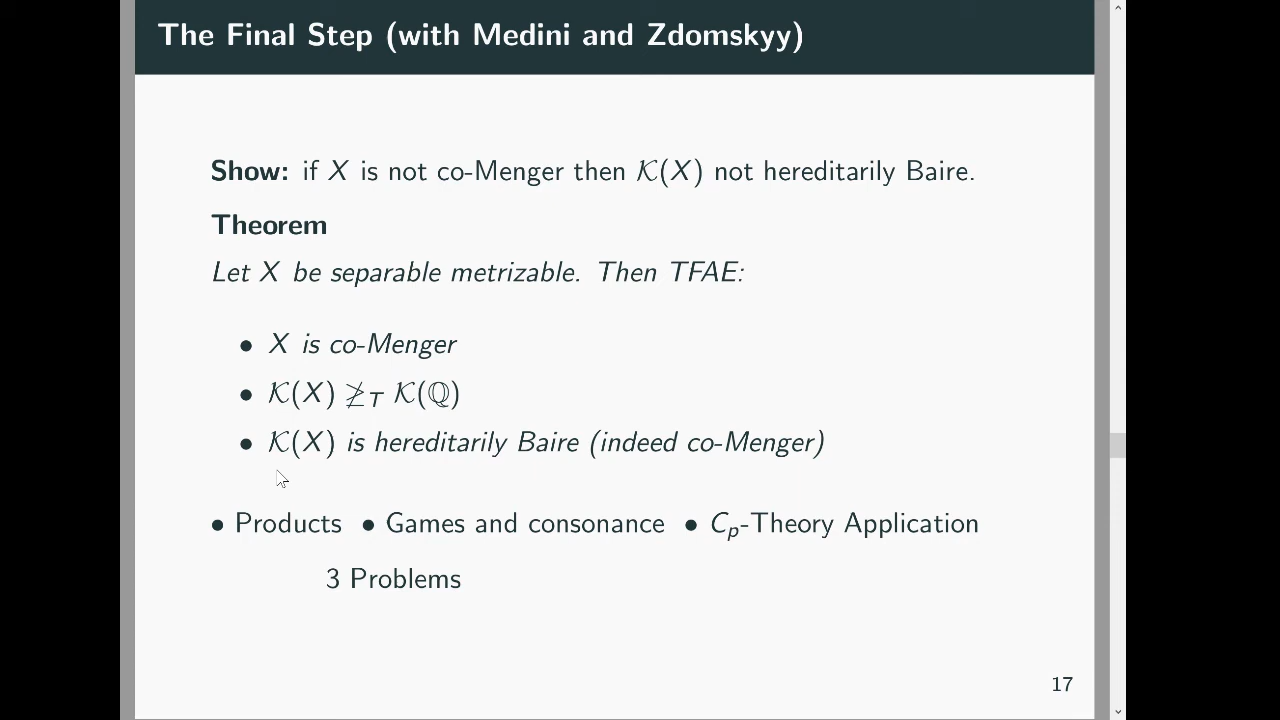 The Final Step (with Medini and Zdomskyy)
Show: if X is not co-Menger then 𝒦(X) not hereditarily Baire.
Theorem
Let X be separable metrizable. Then TFAE:
• X is co-Menger
• 𝒦(X) ≱_T 𝒦(ℚ)
• 𝒦(X) is hereditarily Baire (indeed co-Menger)
• Products • Games and consonance • C_p-Theory Application
3 Problems
17